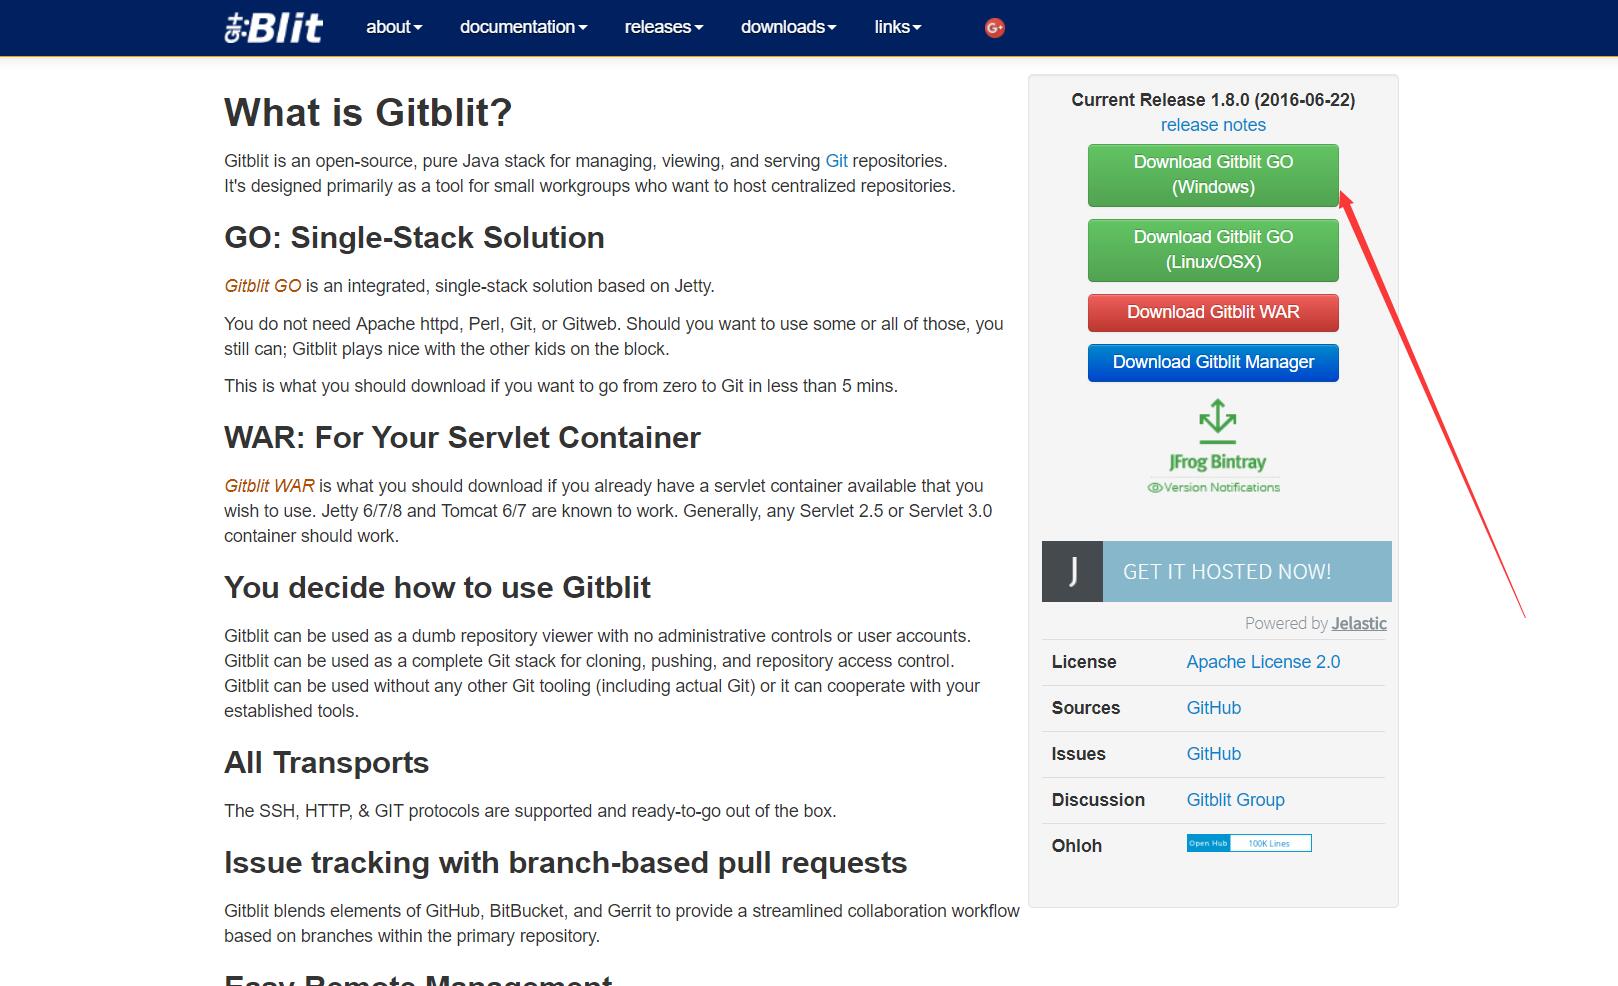 git:Blit
about
documentation
releases
downloads
links
G+
What is Gitblit?
Gitblit is an open-source, pure Java stack for managing, viewing, and serving Git repositories.
It's designed primarily as a tool for small workgroups who want to host centralized repositories.
GO: Single-Stack Solution
Gitblit GO is an integrated, single-stack solution based on Jetty.
You do not need Apache httpd, Perl, Git, or Gitweb. Should you want to use some or all of those, you
still can; Gitblit plays nice with the other kids on the block.
This is what you should download if you want to go from zero to Git in less than 5 mins.
WAR: For Your Servlet Container
Gitblit WAR is what you should download if you already have a servlet container available that you
wish to use. Jetty 6/7/8 and Tomcat 6/7 are known to work. Generally, any Servlet 2.5 or Servlet 3.0
container should work.
You decide how to use Gitblit
Gitblit can be used as a dumb repository viewer with no administrative controls or user accounts.
Gitblit can be used as a complete Git stack for cloning, pushing, and repository access control.
Gitblit can be used without any other Git tooling (including actual Git) or it can cooperate with your
established tools.
All Transports
The SSH, HTTP, & GIT protocols are supported and ready-to-go out of the box.
Issue tracking with branch-based pull requests
Gitblit blends elements of GitHub, BitBucket, and Gerrit to provide a streamlined collaboration workflow
based on branches within the primary repository.
Easy Remote Management
Current Release 1.8.0 (2016-06-22)
release notes
Download Gitblit GO
(Windows)
Download Gitblit GO
(Linux/OSX)
Download Gitblit WAR
Download Gitblit Manager
JFrog Bintray
Version Notifications
J GET IT HOSTED NOW!
Powered by Jelastic
License Apache License 2.0
Sources GitHub
Issues GitHub
Discussion Gitblit Group
Ohloh Open Hub 100K Lines